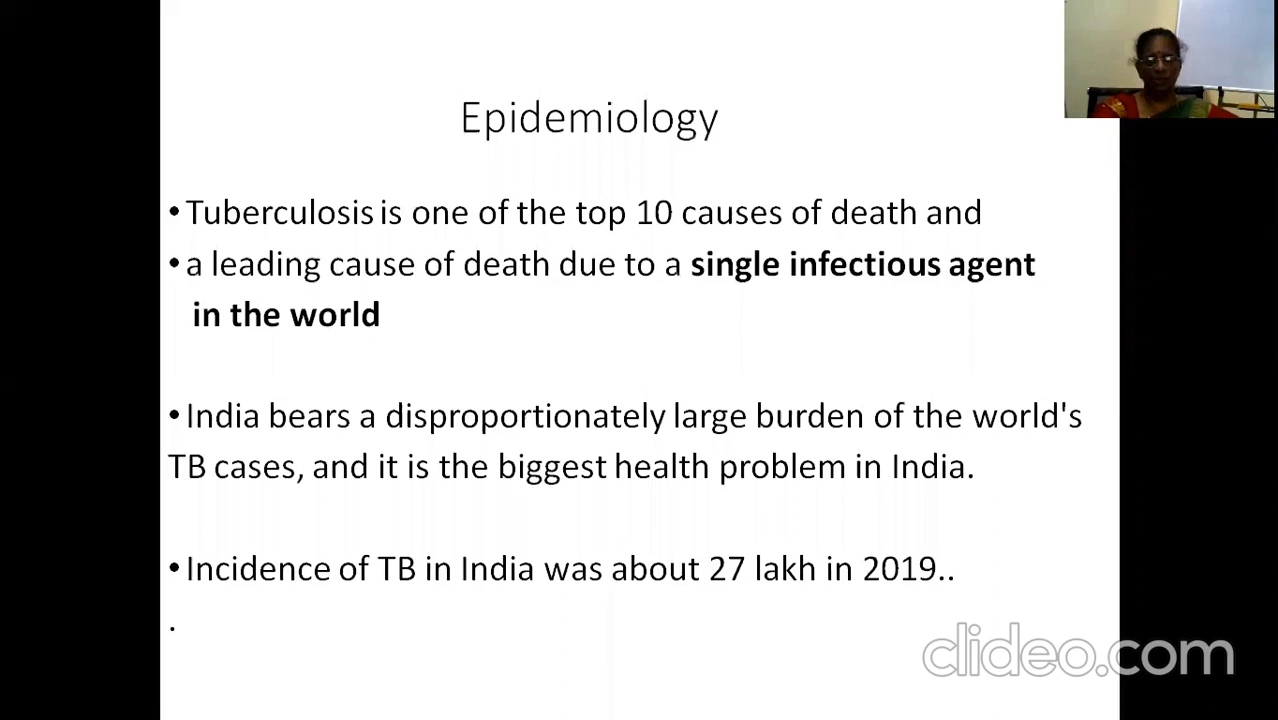 Epidemiology
•Tuberculosis is one of the top 10 causes of death and
•a leading cause of death due to a single infectious agent
in the world
•India bears a disproportionately large burden of the world's
TB cases, and it is the biggest health problem in India.
•Incidence of TB in India was about 27 lakh in 2019..
.
clideo.com